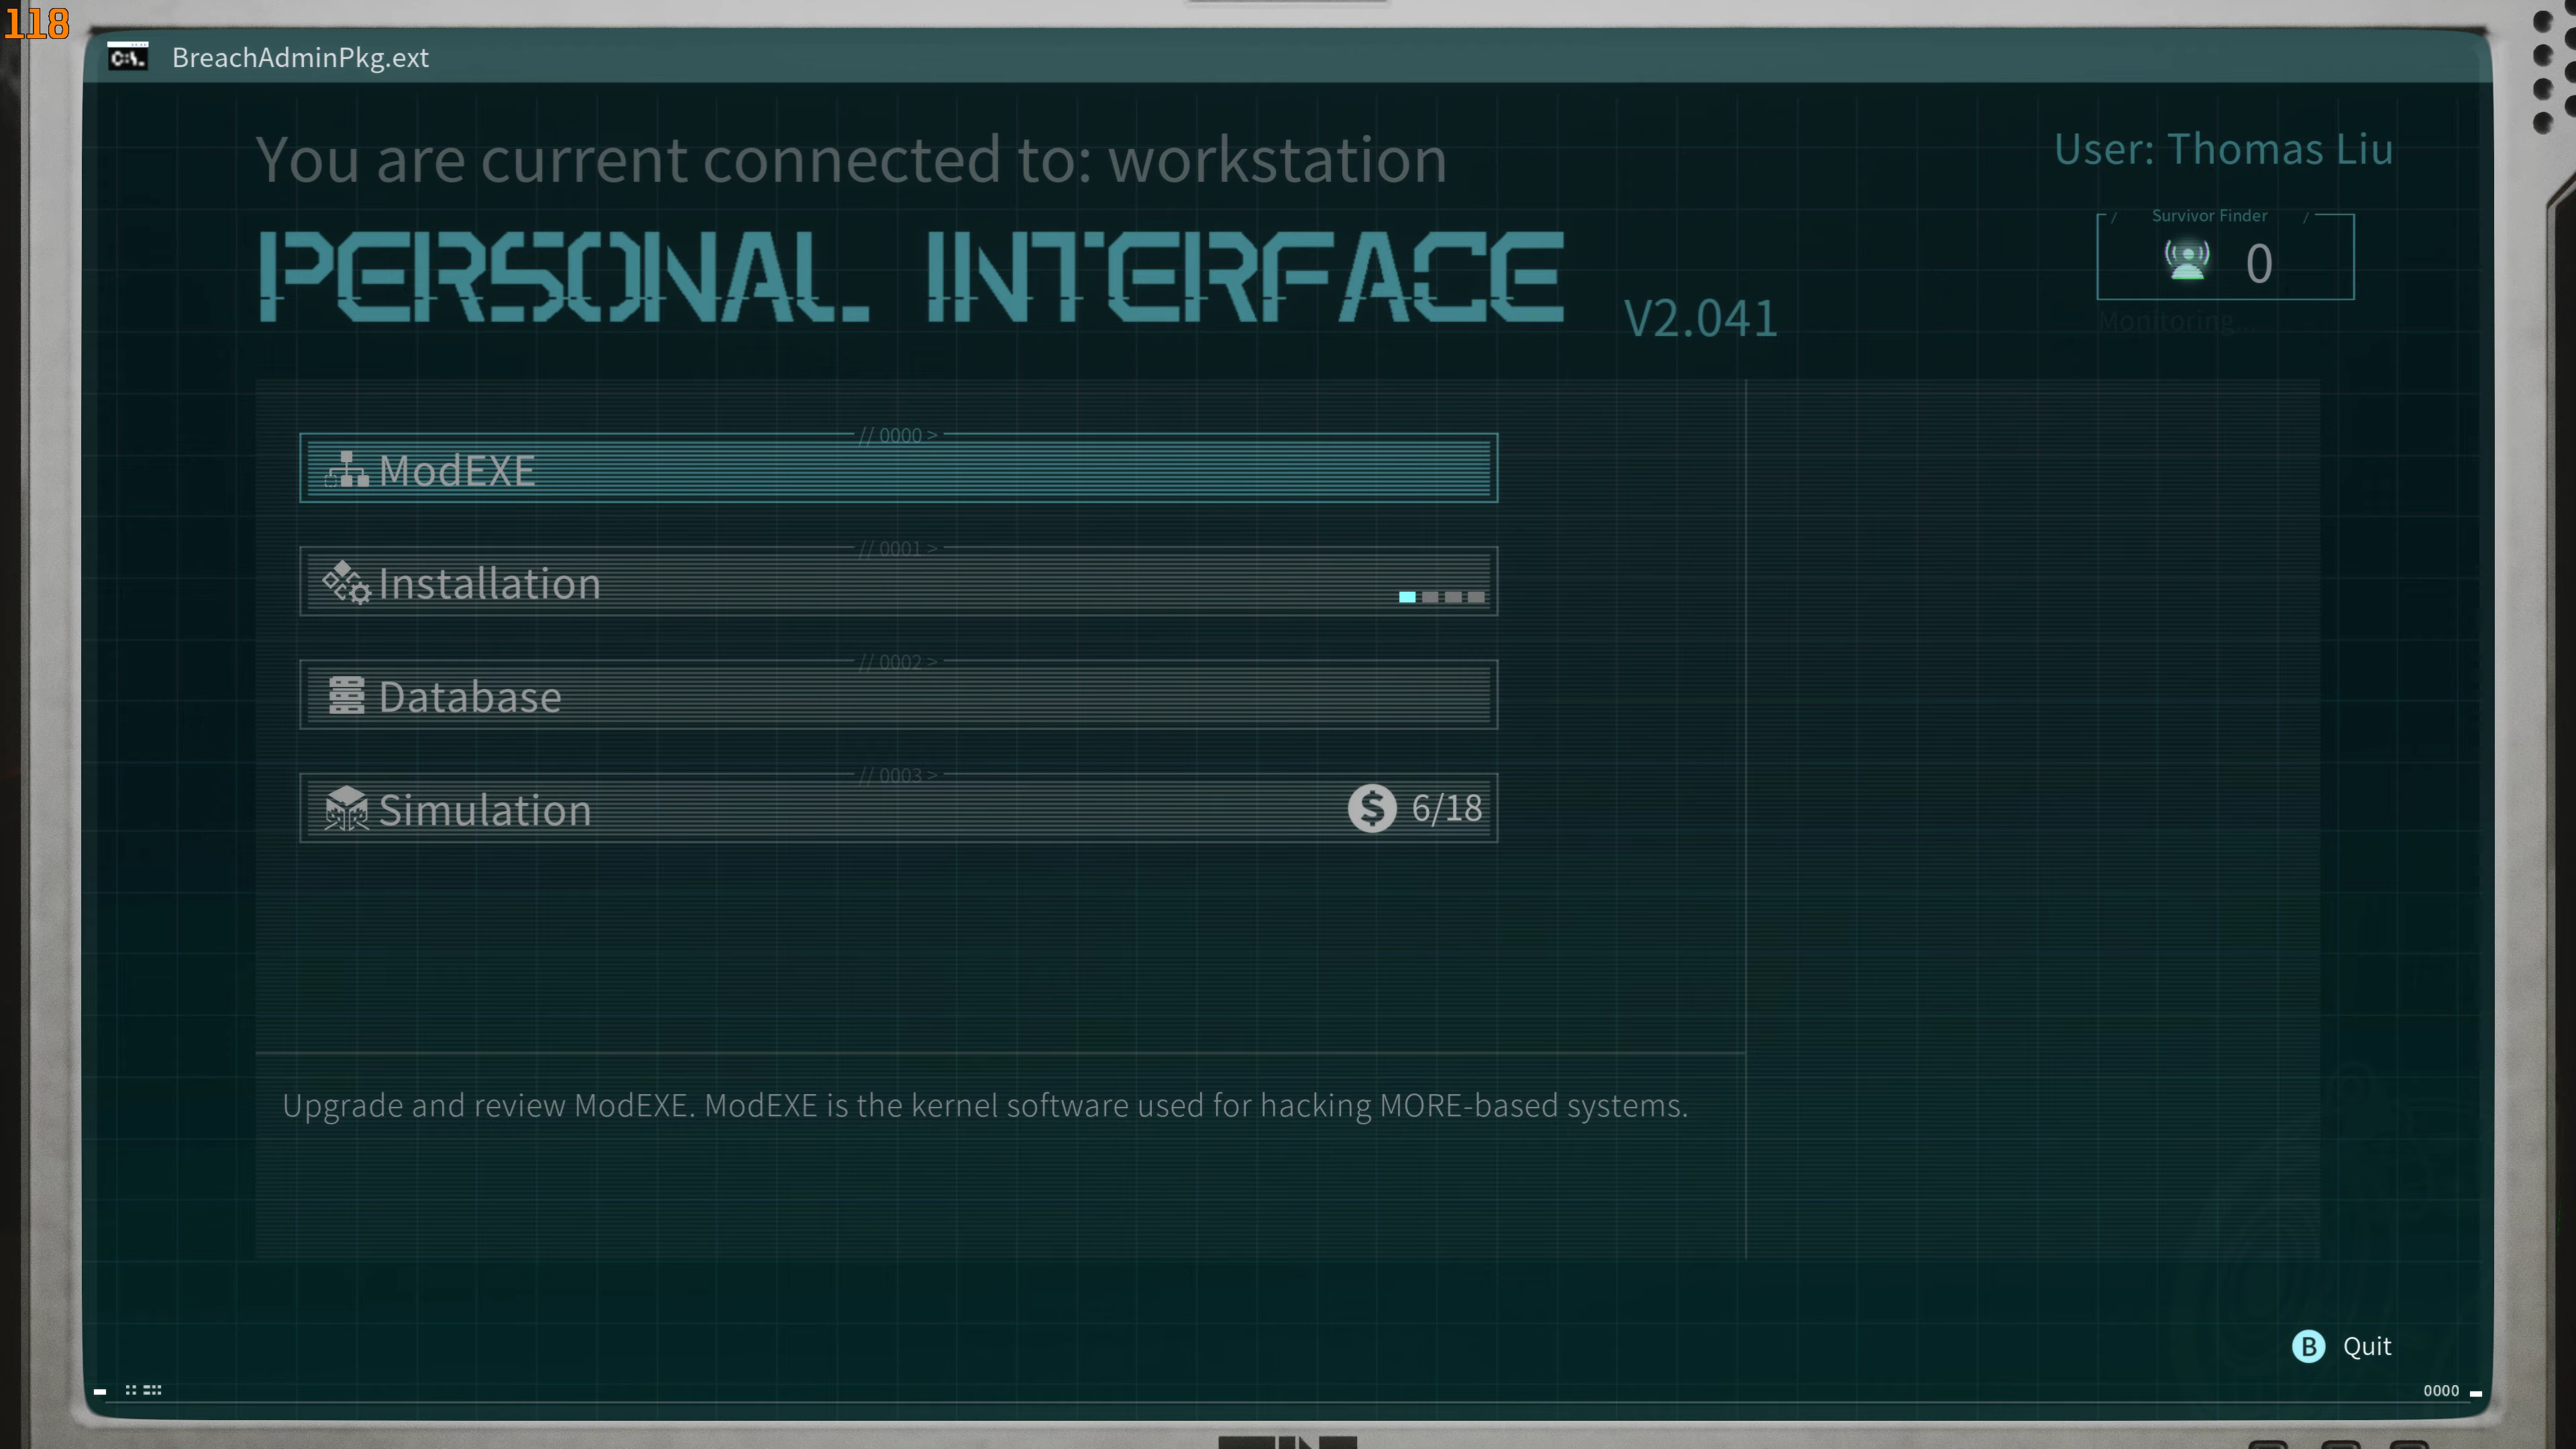 118
BreachAdminPkg.ext
You are current connected to: workstation
User: Thomas Liu
PERSONAL INTERFACE V2.041
/ Survivor Finder /
0
Monitoring...
// 0000 >
ModEXE
// 0001 >
Installation
// 0002 >
Database
// 0003 >
Simulation $ 6/18
Upgrade and review ModEXE. ModEXE is the kernel software used for hacking MORE-based systems.
B Quit
0000